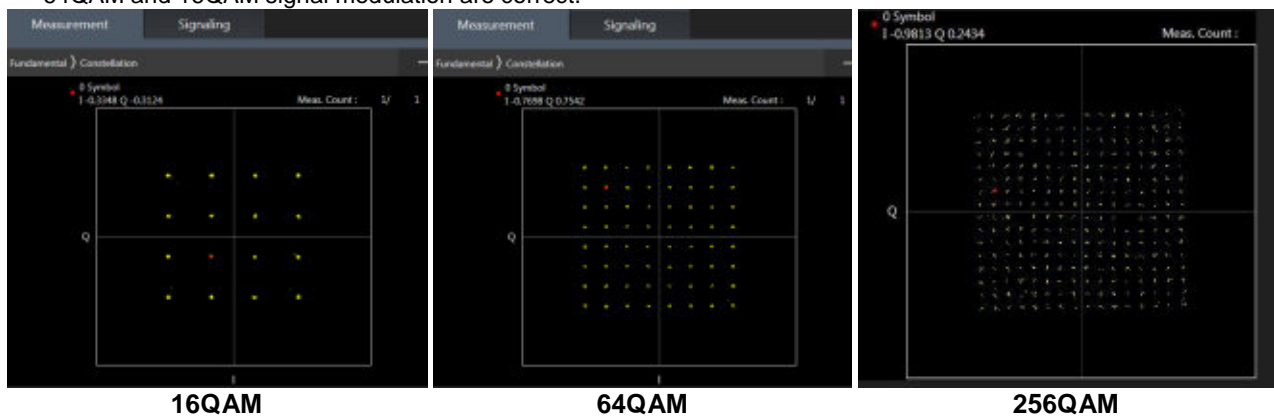 64QAM and 16QAM signal modulation are correct.
Measurement Signaling
Fundamental ⟩ Constellation
0 Symbol
I -0.3348 Q -0.3124 Meas. Count : 1/ 1
Q
I
16QAM
Measurement Signaling
Fundamental ⟩ Constellation
0 Symbol
I -0.7698 Q 0.7542 Meas. Count : 1/ 1
Q
I
64QAM
0 Symbol
I -0.9813 Q 0.2434 Meas. Count :
Q
256QAM